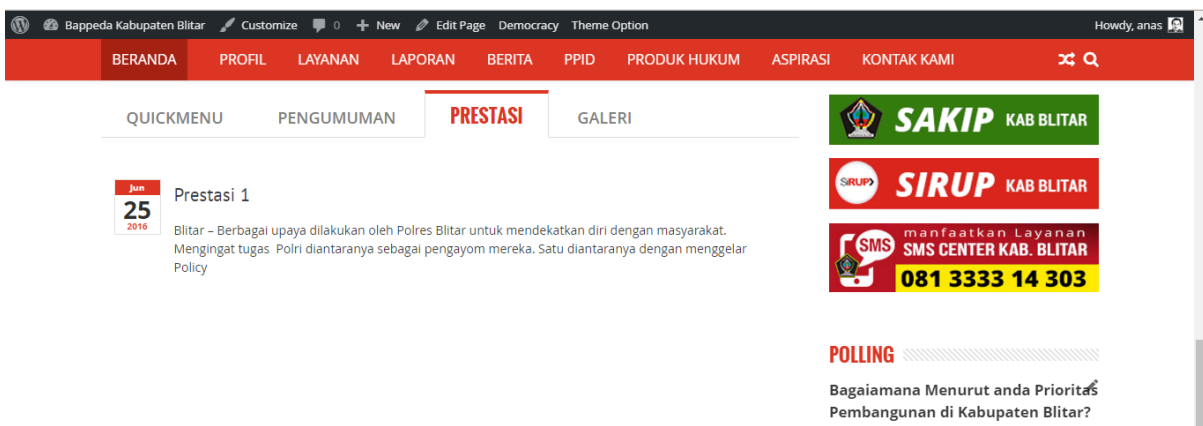 Bappeda Kabupaten Blitar Customize 0 New Edit Page Democracy Theme Option Howdy, anas
BERANDA PROFIL LAYANAN LAPORAN BERITA PPID PRODUK HUKUM ASPIRASI KONTAK KAMI
QUICKMENU PENGUMUMAN PRESTASI GALERI
Jun
25
2016
Prestasi 1
Blitar – Berbagai upaya dilakukan oleh Polres Blitar untuk mendekatkan diri dengan masyarakat.
Mengingat tugas Polri diantaranya sebagai pengayom mereka. Satu diantaranya dengan menggelar
Policy
SAKIP KAB BLITAR
SiRUP SIRUP KAB BLITAR
SMS
manfaatkan Layanan
SMS CENTER KAB. BLITAR
081 3333 14 303
POLLING
Bagaiamana Menurut anda Prioritas
Pembangunan di Kabupaten Blitar?